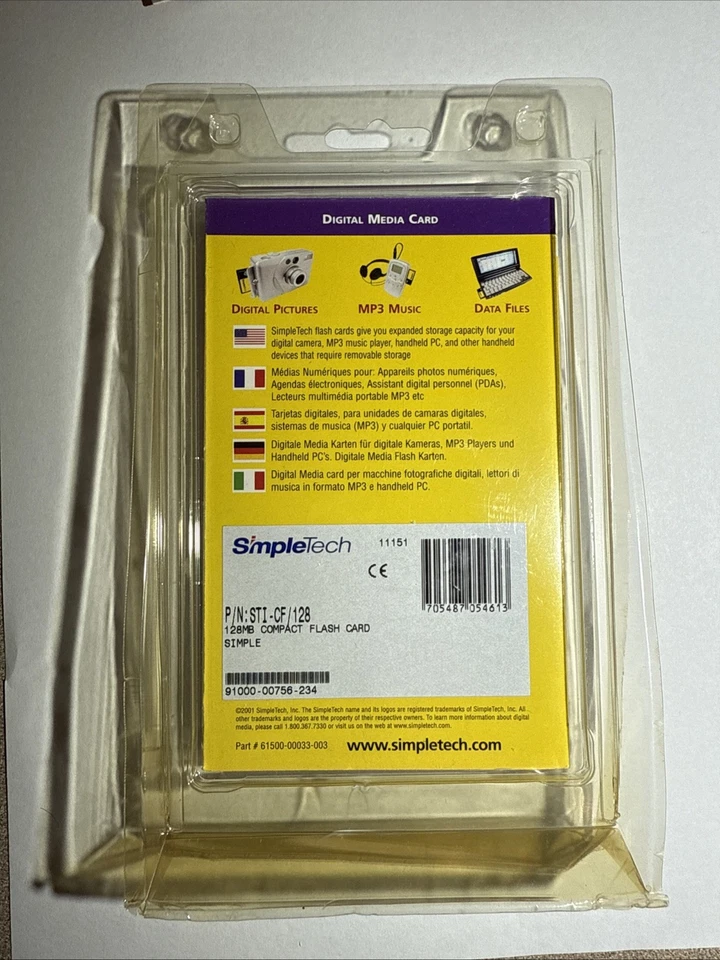 DIGITAL MEDIA CARD
DIGITAL PICTURES
MP3 MUSIC
DATA FILES
SimpleTech flash cards give you expanded storage capacity for your
digital camera, MP3 music player, handheld PC, and other handheld
devices that require removable storage
Médias Numériques pour: Appareils photos numériques,
Agendas électroniques, Assistant digital personnel (PDAs),
Lecteurs multimédia portable MP3 etc
Tarjetas digitales, para unidades de camaras digitales,
sistemas de musica (MP3) y cualquier PC portatil.
Digitale Media Karten für digitale Kameras, MP3 Players und
Handheld PC's. Digitale Media Flash Karten.
Digital Media card per macchine fotografiche digitali, lettori di
musica in formato MP3 e handheld PC.
SimpleTech
11151
CE
705487 054613
P/N:STI-CF/128
128MB COMPACT FLASH CARD
SIMPLE
91000-00756-234
©2001 SimpleTech, Inc. The SimpleTech name and its logos are registered trademarks of SimpleTech, Inc. All
other trademarks and logos are the property of their respective owners. To learn more information about digital
media, please call 1.800.367.7330 or visit us on the web at www.simpletech.com.
Part # 61500-00033-003
www.simpletech.com